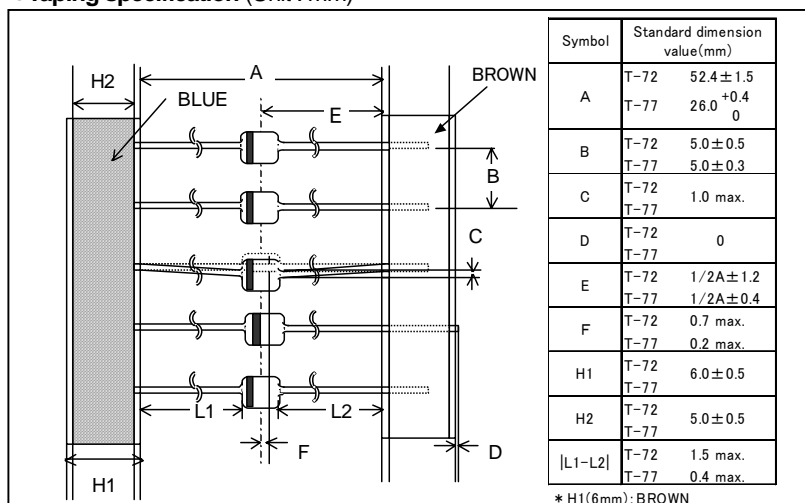 H2
A
BROWN
BLUE
E
B
C
L1
L2
F
D
H1
Symbol
Standard dimension
value(mm)
A
T-72 52.4±1.5
T-77 26.0 +0.4
0
B
T-72 5.0±0.5
T-77 5.0±0.3
C
T-72
T-77
1.0 max.
D
T-72
T-77
0
E
T-72 1/2A±1.2
T-77 1/2A±0.4
F
T-72 0.7 max.
T-77 0.2 max.
H1
T-72
T-77
6.0±0.5
H2
T-72
T-77
5.0±0.5
|L1-L2|
T-72 1.5 max.
T-77 0.4 max.
* H1(6mm): BROWN